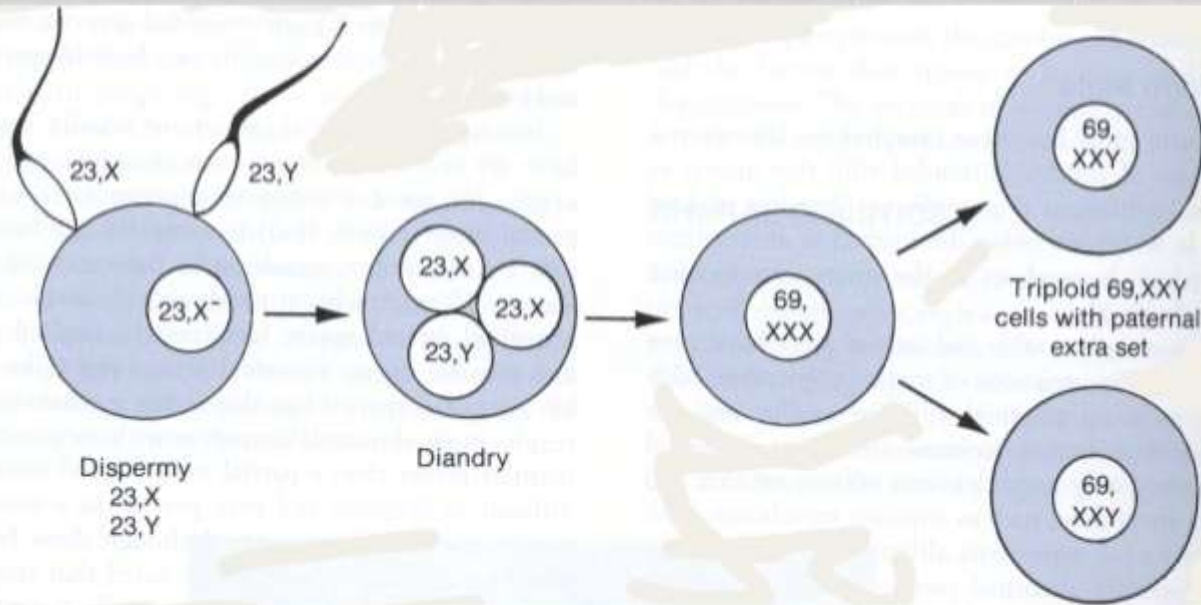 23,X
23,Y
23,X-
23,X
23,X
23,Y
69,
XXX
69,
XXY
Triploid 69,XXY
cells with paternal
extra set
69,
XXY
Dispermy
23,X
23,Y
Diandry